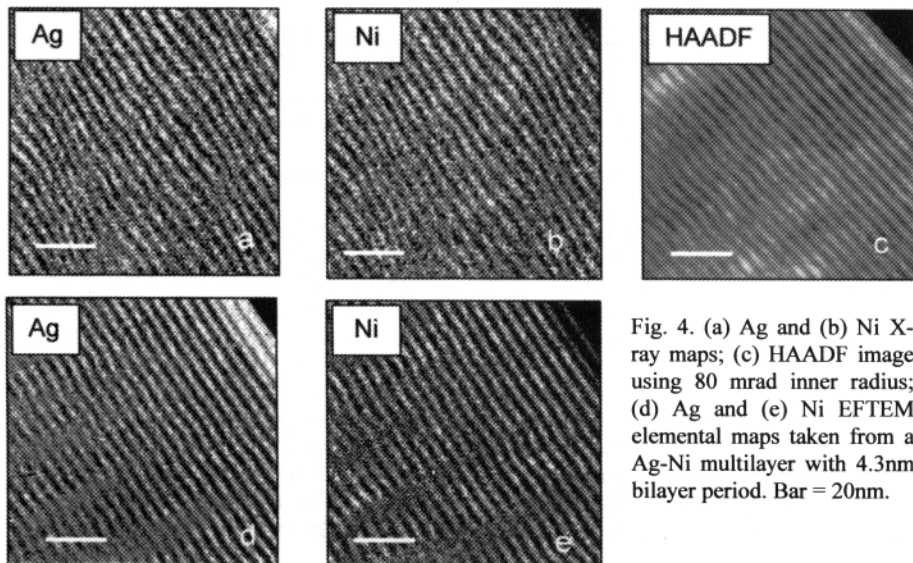 Ag
Ni
HAADF
a
b
c
Ag
Ni
d
e
Fig. 4. (a) Ag and (b) Ni X-
ray maps; (c) HAADF image
using 80 mrad inner radius;
(d) Ag and (e) Ni EFTEM
elemental maps taken from a
Ag-Ni multilayer with 4.3nm
bilayer period. Bar = 20nm.